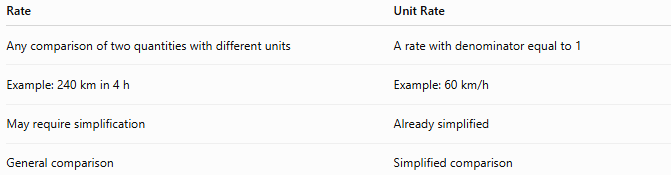 Rate Unit Rate
Any comparison of two quantities with different units A rate with denominator equal to 1
Example: 240 km in 4 h Example: 60 km/h
May require simplification Already simplified
General comparison Simplified comparison